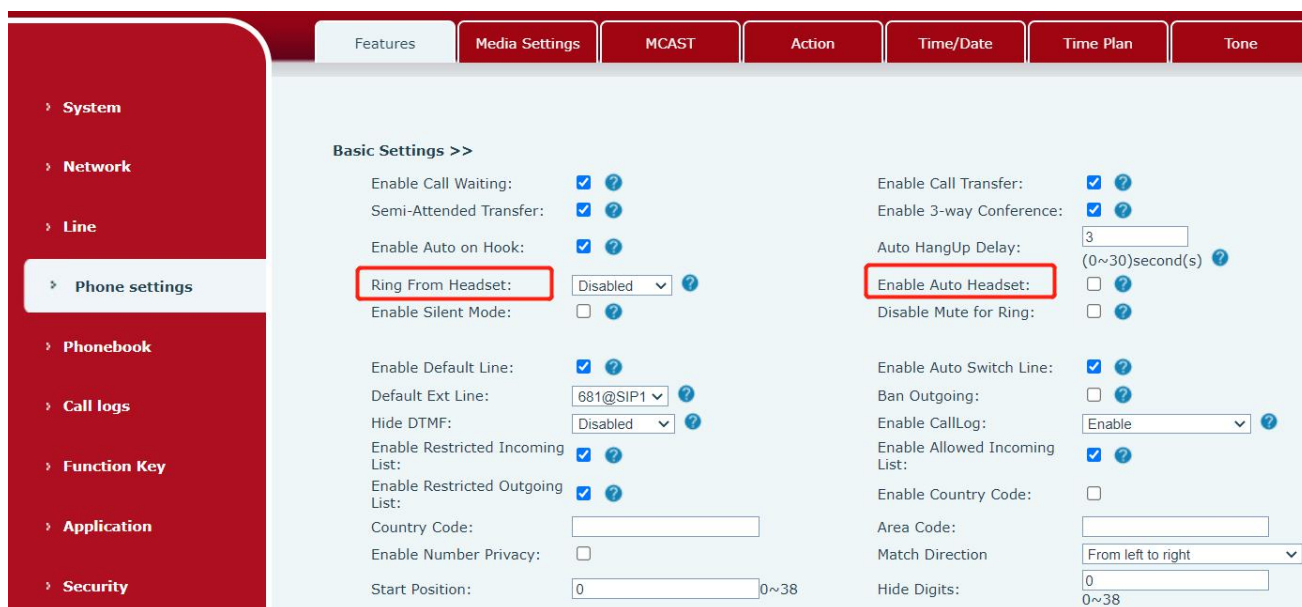 Features Media Settings MCAST Action Time/Date Time Plan Tone
System
Network
Line
Phone settings
Phonebook
Call logs
Function Key
Application
Security
Basic Settings >>
Enable Call Waiting: ? Enable Call Transfer: ?
Semi-Attended Transfer: ? Enable 3-way Conference: ?
Enable Auto on Hook: ? Auto HangUp Delay: 3
(0~30)second(s) ?
Ring From Headset: Disabled ? Enable Auto Headset: ?
Enable Silent Mode: ? Disable Mute for Ring: ?
Enable Default Line: ? Enable Auto Switch Line: ?
Default Ext Line: 681@SIP1 ? Ban Outgoing: ?
Hide DTMF: Disabled ? Enable CallLog: Enable ?
Enable Restricted Incoming
List: ? Enable Allowed Incoming
List: ?
Enable Restricted Outgoing
List: ? Enable Country Code:
Country Code: Area Code:
Enable Number Privacy: Match Direction From left to right
Start Position: 0 0~38 Hide Digits: 0
0~38